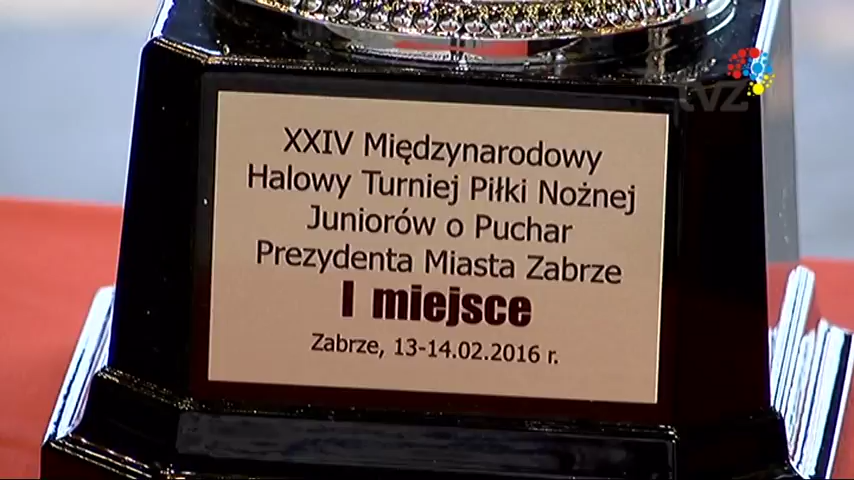 tvz
XXIV Międzynarodowy
Halowy Turniej Piłki Nożnej
Juniorów o Puchar
Prezydenta Miasta Zabrze
I miejsce
Zabrze, 13-14.02.2016 r.